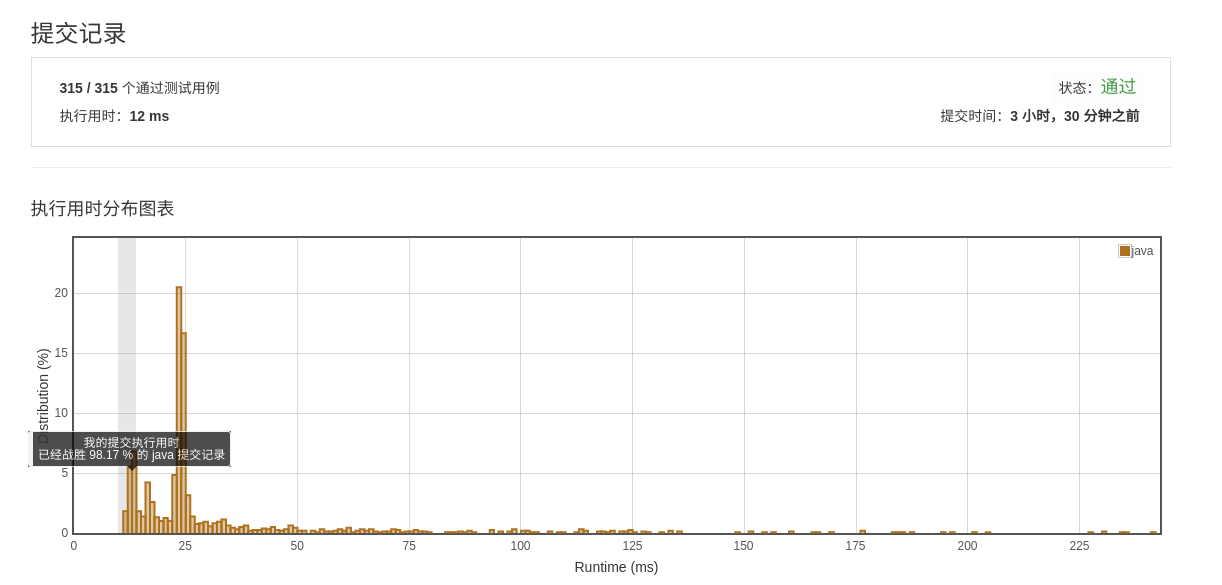 提交记录
315 / 315 个通过测试用例
状态：通过
执行用时：12 ms
提交时间：3 小时，30 分钟之前
执行用时分布图表
java
20
15
10
5
0
Distribution (%)
我的提交执行用时
已经战胜 98.17 % 的 java 提交记录
0 25 50 75 100 125 150 175 200 225
Runtime (ms)